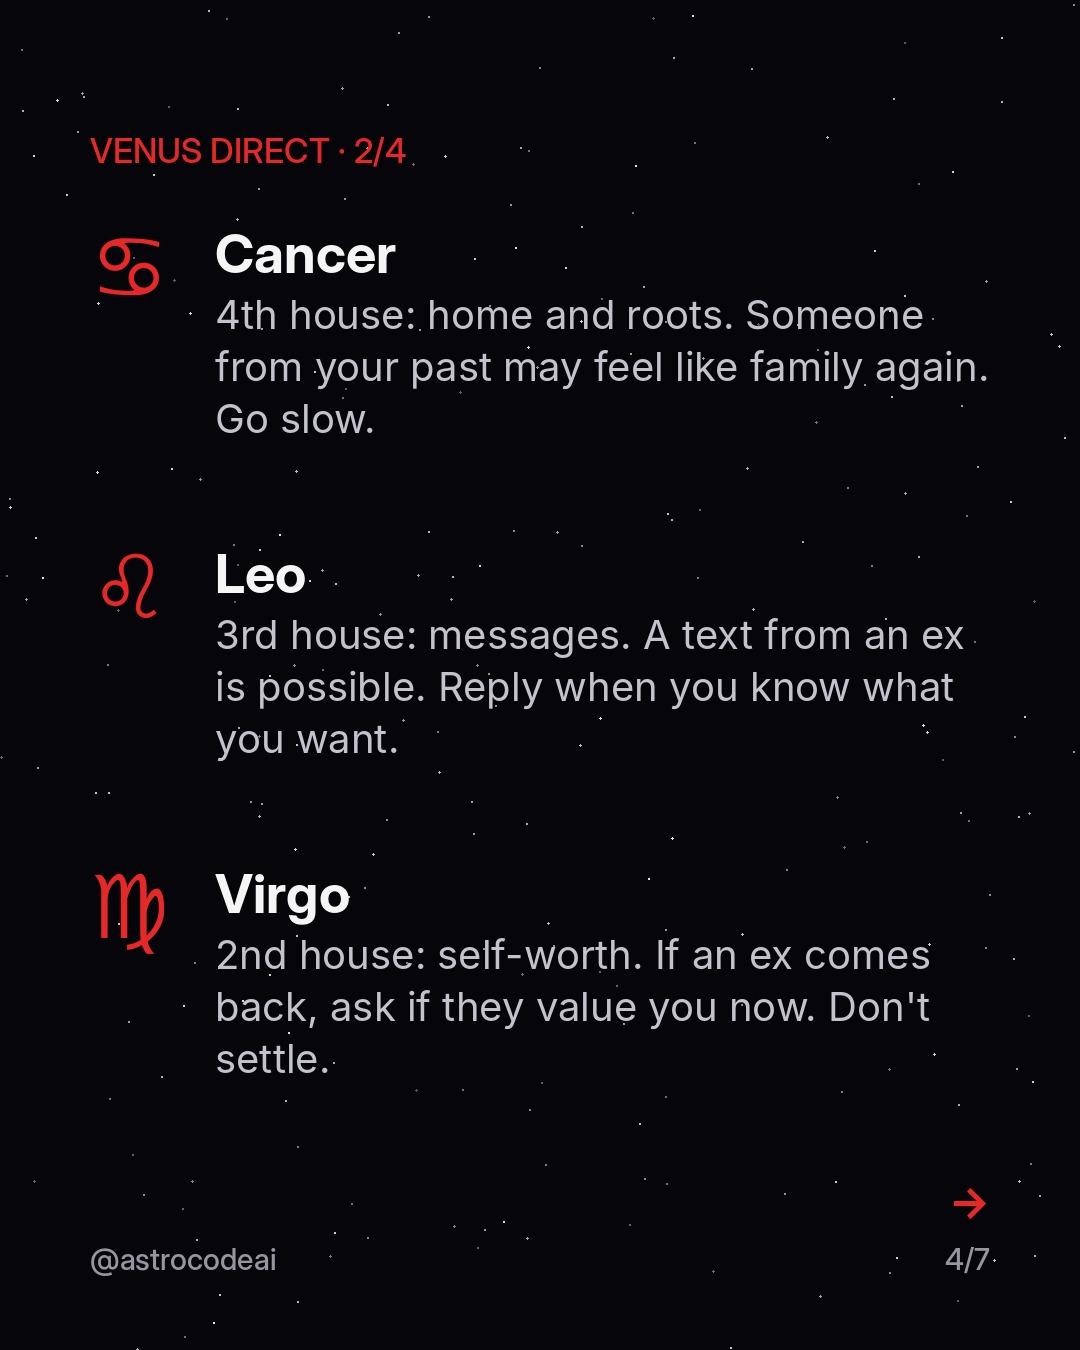 VENUS DIRECT · 2/4
♋ Cancer
4th house: home and roots. Someone
from your past may feel like family again.
Go slow.
♌ Leo
3rd house: messages. A text from an ex
is possible. Reply when you know what
you want.
♍ Virgo
2nd house: self-worth. If an ex comes
back, ask if they value you now. Don't
settle.
→
@astrocodeai
4/7